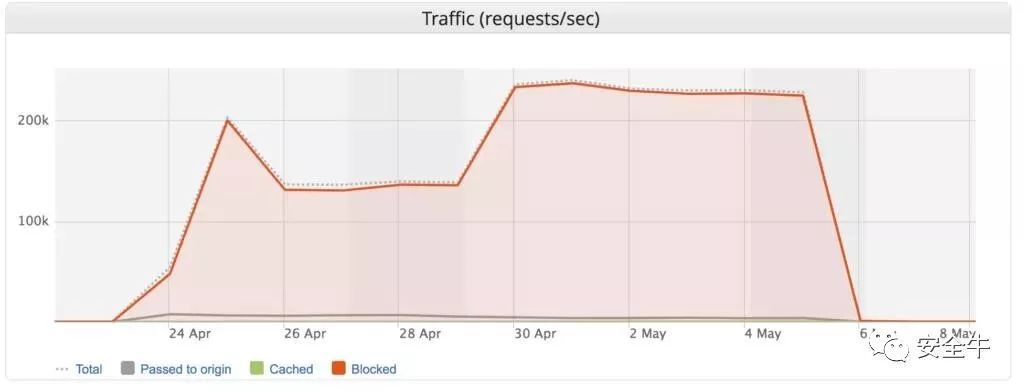 Traffic (requests/sec)
200k
100k
24 Apr
26 Apr
28 Apr
30 Apr
2 May
4 May
6
8 May
安全牛
Total
Passed to origin
Cached
Blocked